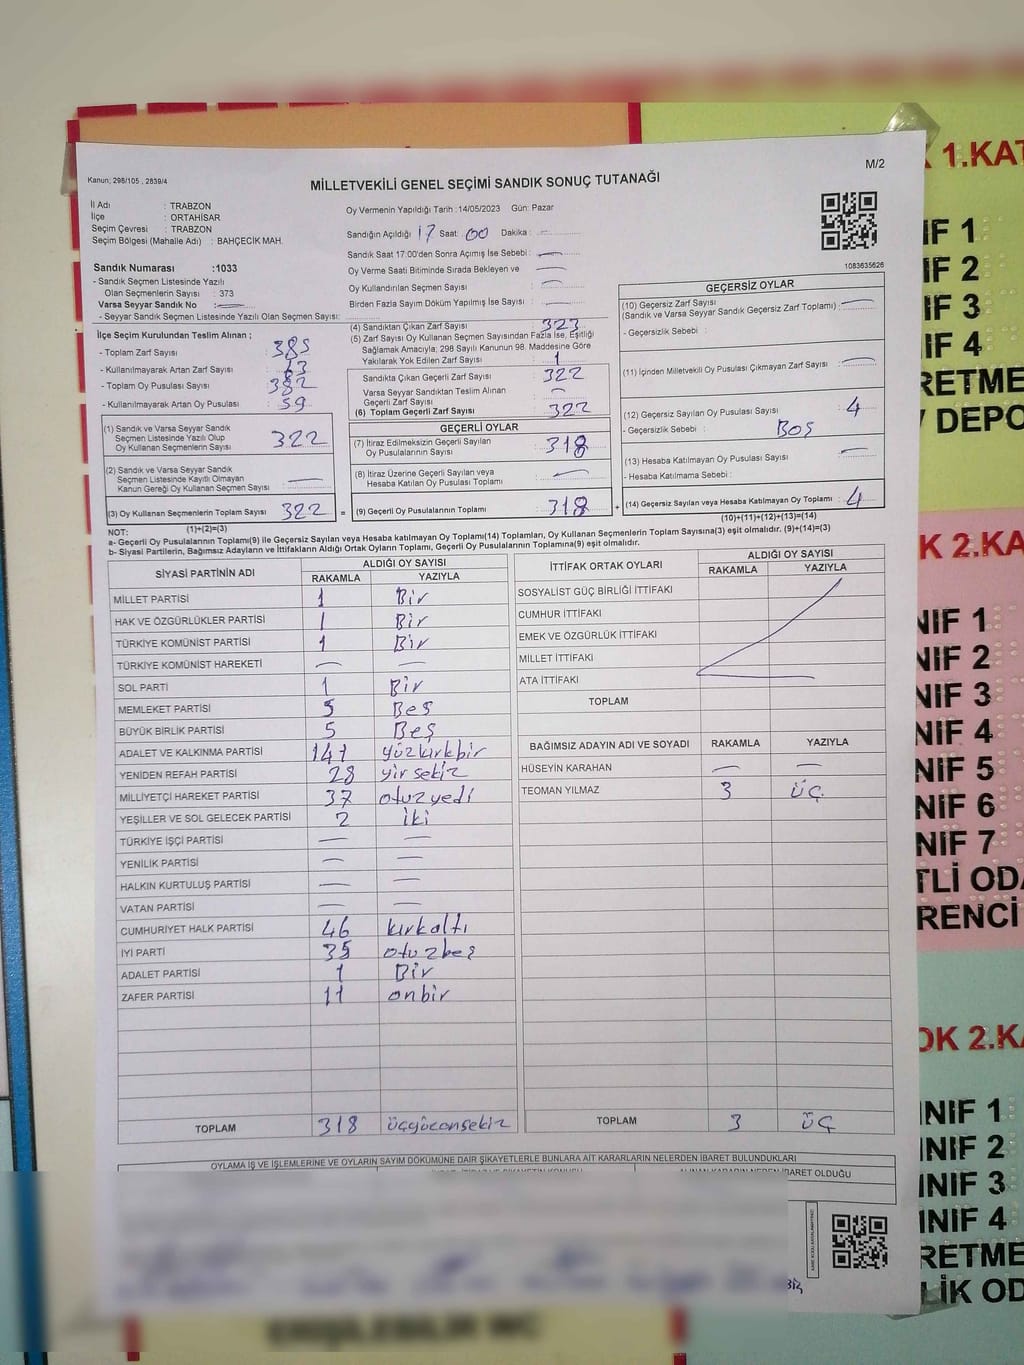 M/2
Kanun; 298/105 , 2839/4
MİLLETVEKİLİ GENEL SEÇİMİ SANDIK SONUÇ TUTANAĞI
İl Adı : TRABZON
İlçe : ORTAHİSAR
Seçim Çevresi : TRABZON
Seçim Bölgesi (Mahalle Adı) : BAHÇECİK MAH.
Sandık Numarası :1033
- Sandık Seçmen Listesinde Yazılı
Olan Seçmenlerin Sayısı : 373
Varsa Seyyar Sandık No : —
- Seyyar Sandık Seçmen Listesinde Yazılı Olan Seçmen Sayısı:
Oy Vermenin Yapıldığı Tarih :14/05/2023 Gün: Pazar
Sandığın Açıldığı 17 Saat: 00 Dakika : —
Sandık Saat 17:00'den Sonra Açımış İse Sebebi : —
Oy Verme Saati Bitiminde Sırada Bekleyen ve —
Oy Kullandırılan Seçmen Sayısı : —
Birden Fazla Sayım Döküm Yapılmış İse Sayısı : —
1083635626
İlçe Seçim Kurulundan Teslim Alınan ;
- Toplam Zarf Sayısı : 385
- Kullanılmayarak Artan Zarf Sayısı : 63
- Toplam Oy Pusulası Sayısı : 382
- Kullanılmayarak Artan Oy Pusulası : 59
(1) Sandık ve Varsa Seyyar Sandık
Seçmen Listesinde Yazılı Olup
Oy Kullanan Seçmenlerin Sayısı : 322
(2) Sandık ve Varsa Seyyar Sandık
Seçmen Listesinde Kayıtlı Olmayan
Kanun Gereği Oy Kullanan Seçmen Sayısı : —
(3) Oy Kullanan Seçmenlerin Toplam Sayısı : 322 =
(1)+(2)=(3)
(4) Sandıktan Çıkan Zarf Sayısı : 323
(5) Zarf Sayısı Oy Kullanan Seçmen Sayısından Fazla İse, Eşitliği
Sağlamak Amacıyla; 298 Sayılı Kanunun 98. Maddesine Göre
Yakılarak Yok Edilen Zarf Sayısı : 1
Sandıkta Çıkan Geçerli Zarf Sayısı : 322
Varsa Seyyar Sandıktan Teslim Alınan
Geçerli Zarf Sayısı : —
(6) Toplam Geçerli Zarf Sayısı : 322
GEÇERLİ OYLAR
(7) İtiraz Edilmeksizin Geçerli Sayılan
Oy Pusulalarının Sayısı : 318
(8) İtiraz Üzerine Geçerli Sayılan veya
Hesaba Katılan Oy Pusulası Toplamı : —
(9) Geçerli Oy Pusulalarının Toplamı : 318 +
GEÇERSİZ OYLAR
(10) Geçersiz Zarf Sayısı
(Sandık ve Varsa Seyyar Sandık Geçersiz Zarf Toplamı) : —
- Geçersizlik Sebebi :
(11) İçinden Milletvekili Oy Pusulası Çıkmayan Zarf Sayısı : —
(12) Geçersiz Sayılan Oy Pusulası Sayısı : 4
- Geçersizlik Sebebi : BOŞ
(13) Hesaba Katılmayan Oy Pusulası Sayısı : —
- Hesaba Katılmama Sebebi :
(14) Geçersiz Sayılan veya Hesaba Katılmayan Oy Toplamı : 4
(10)+(11)+(12)+(13)=(14)
NOT:
a- Geçerli Oy Pusulalarının Toplamı(9) ile Geçersiz Sayılan veya Hesaba katılmayan Oy Toplamı(14) Toplamları, Oy Kullanan Seçmenlerin Toplam Sayısına(3) eşit olmalıdır. (9)+(14)=(3)
b- Siyasi Partilerin, Bağımsız Adayların ve İttifakların Aldığı Ortak Oyların Toplamı, Geçerli Oy Pusulalarının Toplamına(9) eşit olmalıdır.
SİYASİ PARTİNİN ADI ALDIĞI OY SAYISI
RAKAMLA YAZIYLA
MİLLET PARTİSİ 1 Bir
HAK VE ÖZGÜRLÜKLER PARTİSİ 1 Bir
TÜRKİYE KOMÜNİST PARTİSİ 1 Bir
TÜRKİYE KOMÜNİST HAREKETİ — —
SOL PARTİ 1 Bir
MEMLEKET PARTİSİ 5 Beş
BÜYÜK BİRLİK PARTİSİ 5 Beş
ADALET VE KALKINMA PARTİSİ 141 yüzkırkbir
YENİDEN REFAH PARTİSİ 28 yirsekiz
MİLLİYETÇİ HAREKET PARTİSİ 37 otuzyedi
YEŞİLLER VE SOL GELECEK PARTİSİ 2 İki
TÜRKİYE İŞÇİ PARTİSİ — —
YENİLİK PARTİSİ — —
HALKIN KURTULUŞ PARTİSİ — —
VATAN PARTİSİ — —
CUMHURİYET HALK PARTİSİ 46 kırkaltı
İYİ PARTİ 35 otuzbeş
ADALET PARTİSİ 1 Bir
ZAFER PARTİSİ 11 onbir
TOPLAM 318 üçyüzonsekiz
İTTİFAK ORTAK OYLARI ALDIĞI OY SAYISI
RAKAMLA YAZIYLA
SOSYALİST GÜÇ BİRLİĞİ İTTİFAKI
CUMHUR İTTİFAKI
EMEK VE ÖZGÜRLÜK İTTİFAKI
MİLLET İTTİFAKI
ATA İTTİFAKI
TOPLAM
BAĞIMSIZ ADAYIN ADI VE SOYADI RAKAMLA YAZIYLA
HÜSEYİN KARAHAN — —
TEOMAN YILMAZ 3 üÇ
TOPLAM 3 üÇ
OYLAMA İŞ VE İŞLEMLERİNE VE OYLARIN SAYIM DÖKÜMÜNE DAİR ŞİKAYETLERLE BUNLARA AİT KARARLARIN NELERDEN İBARET BULUNDUKLARI
ALINAN KARARIN NEDEN İBARET OLDUĞU
1.KAT
IF 1
IF 2
IF 3
IF 4
RETME
/ DEPO
K 2.KA
NIF 1
NIF 2
NIF 3
NIF 4
NIF 5
NIF 6
NIF 7
TLİ ODA
RENCİ
OK 2.KA
INIF 1
INIF 2
INIF 3
INIF 4
RETME
LİK OD